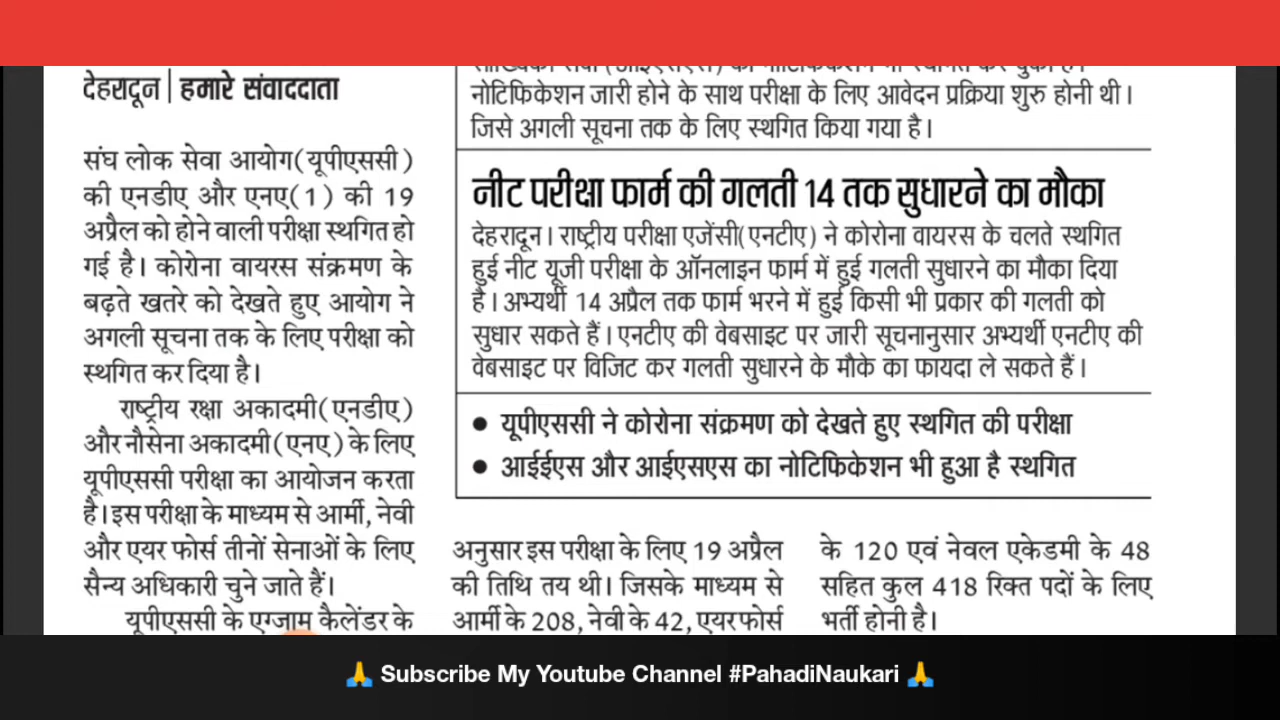 देहरादून | हमारे संवाददाता
संघ लोक सेवा आयोग(यूपीएससी)
की एनडीए और एनए(1) की 19
अप्रैल को होने वाली परीक्षा स्थगित हो
गई है। कोरोना वायरस संक्रमण के
बढ़ते खतरे को देखते हुए आयोग ने
अगली सूचना तक के लिए परीक्षा को
स्थगित कर दिया है।
राष्ट्रीय रक्षा अकादमी(एनडीए)
और नौसेना अकादमी(एनए) के लिए
यूपीएससी परीक्षा का आयोजन करता
है। इस परीक्षा के माध्यम से आर्मी, नेवी
और एयर फोर्स तीनों सेनाओं के लिए
सैन्य अधिकारी चुने जाते हैं।
यूपीएससी के एग्जाम कैलेंडर के
नोटिफिकेशन जारी होने के साथ परीक्षा के लिए आवेदन प्रक्रिया शुरु होनी थी।
जिसे अगली सूचना तक के लिए स्थगित किया गया है।
नीट परीक्षा फार्म की गलती 14 तक सुधारने का मौका
देहरादून। राष्ट्रीय परीक्षा एजेंसी(एनटीए) ने कोरोना वायरस के चलते स्थगित
हुई नीट यूजी परीक्षा के ऑनलाइन फार्म में हुई गलती सुधारने का मौका दिया
है। अभ्यर्थी 14 अप्रैल तक फार्म भरने में हुई किसी भी प्रकार की गलती को
सुधार सकते हैं। एनटीए की वेबसाइट पर जारी सूचनानुसार अभ्यर्थी एनटीए की
वेबसाइट पर विजिट कर गलती सुधारने के मौके का फायदा ले सकते हैं।
● यूपीएससी ने कोरोना संक्रमण को देखते हुए स्थगित की परीक्षा
● आईईएस और आईएसएस का नोटिफिकेशन भी हुआ है स्थगित
अनुसार इस परीक्षा के लिए 19 अप्रैल
की तिथि तय थी। जिसके माध्यम से
आर्मी के 208, नेवी के 42, एयर फोर्स
के 120 एवं नेवल एकेडमी के 48
सहित कुल 418 रिक्त पदों के लिए
भर्ती होनी है।
🙏 Subscribe My Youtube Channel #PahadiNaukari 🙏